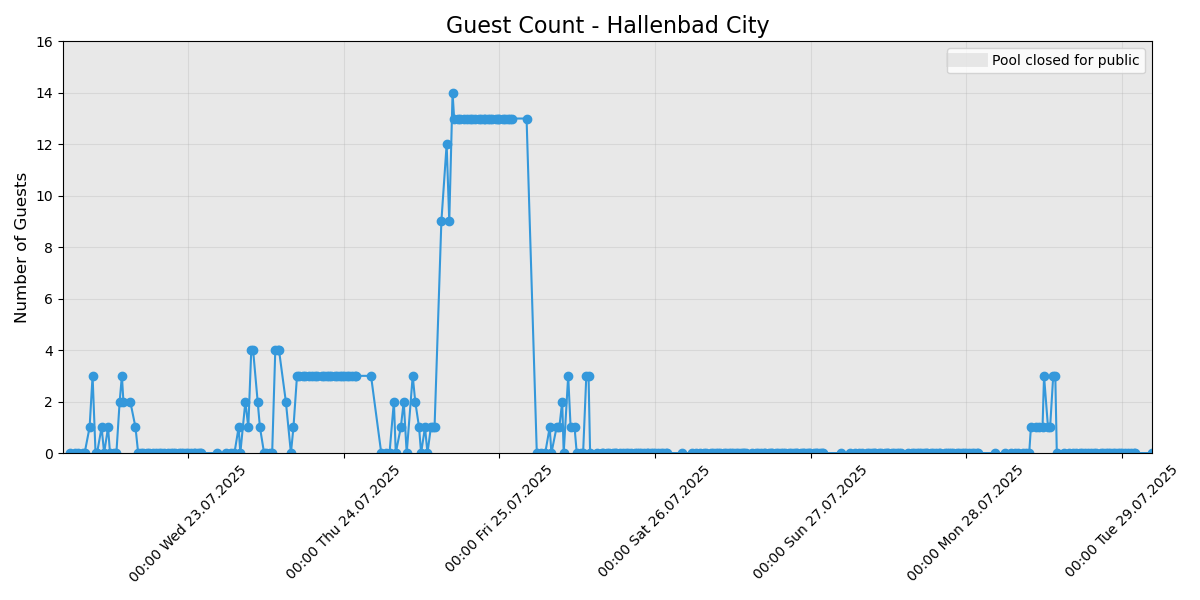 Guest Count - Hallenbad City
Pool closed for public
Number of Guests
16
14
12
10
8
6
4
2
0
00:00 Wed 23.07.2025
00:00 Thu 24.07.2025
00:00 Fri 25.07.2025
00:00 Sat 26.07.2025
00:00 Sun 27.07.2025
00:00 Mon 28.07.2025
00:00 Tue 29.07.2025